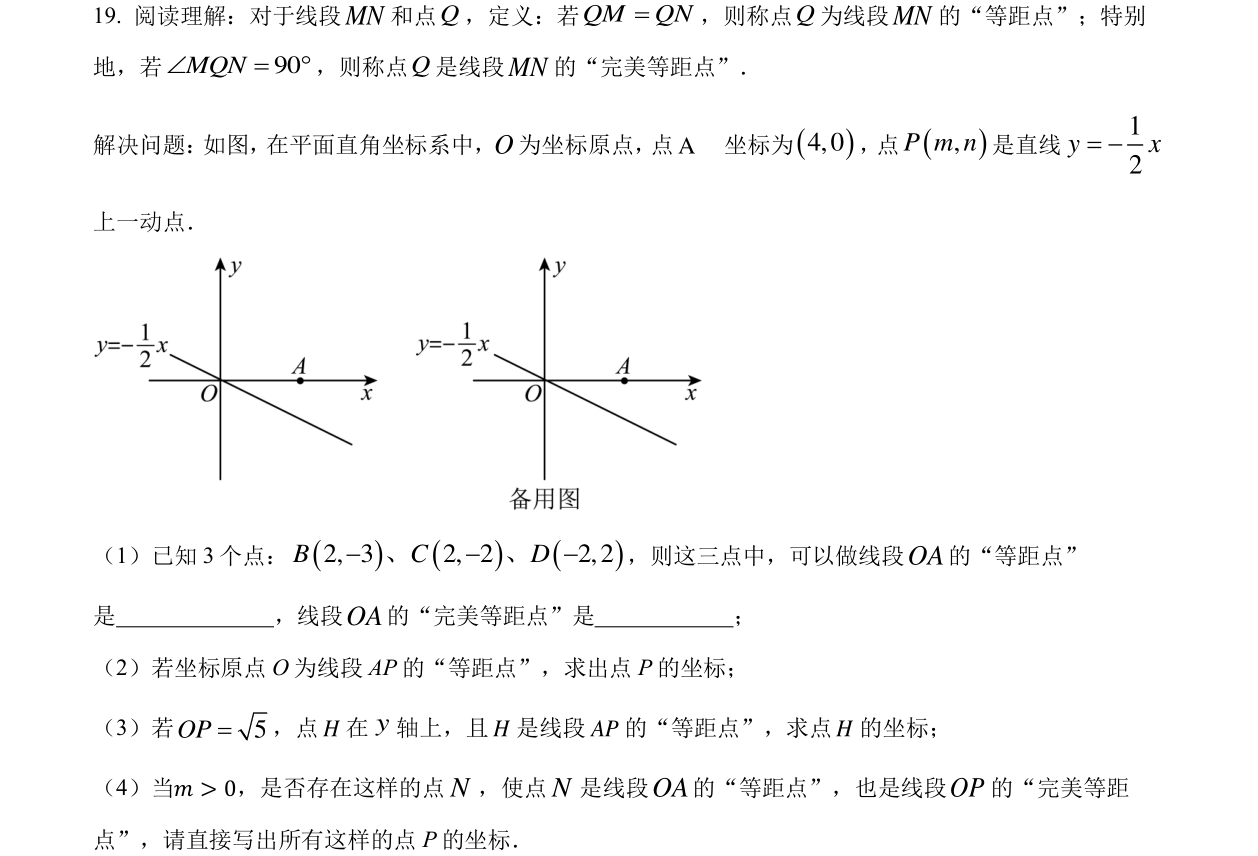 19. 阅读理解：对于线段MN和点Q，定义：若QM=QN，则称点Q为线段MN的“等距点”；特别
地，若∠MQN=90°，则称点Q是线段MN的“完美等距点”.
解决问题：如图，在平面直角坐标系中，O为坐标原点，点A 坐标为(4,0)，点P(m,n)是直线y=-\frac{1}{2}x
上一动点.
y
y=-\frac{1}{2}x
A
O
x
y
y=-\frac{1}{2}x
A
O
x
备用图
（1）已知3个点：B(2,-3)、C(2,-2)、D(-2,2)，则这三点中，可以做线段OA的“等距点”
是_____________，线段OA的“完美等距点”是____________；
（2）若坐标原点O为线段AP的“等距点”，求出点P的坐标；
（3）若OP=√5，点H在y轴上，且H是线段AP的“等距点”，求点H的坐标；
（4）当m>0，是否存在这样的点N，使点N是线段OA的“等距点”，也是线段OP的“完美等距
点”，请直接写出所有这样的点P的坐标.